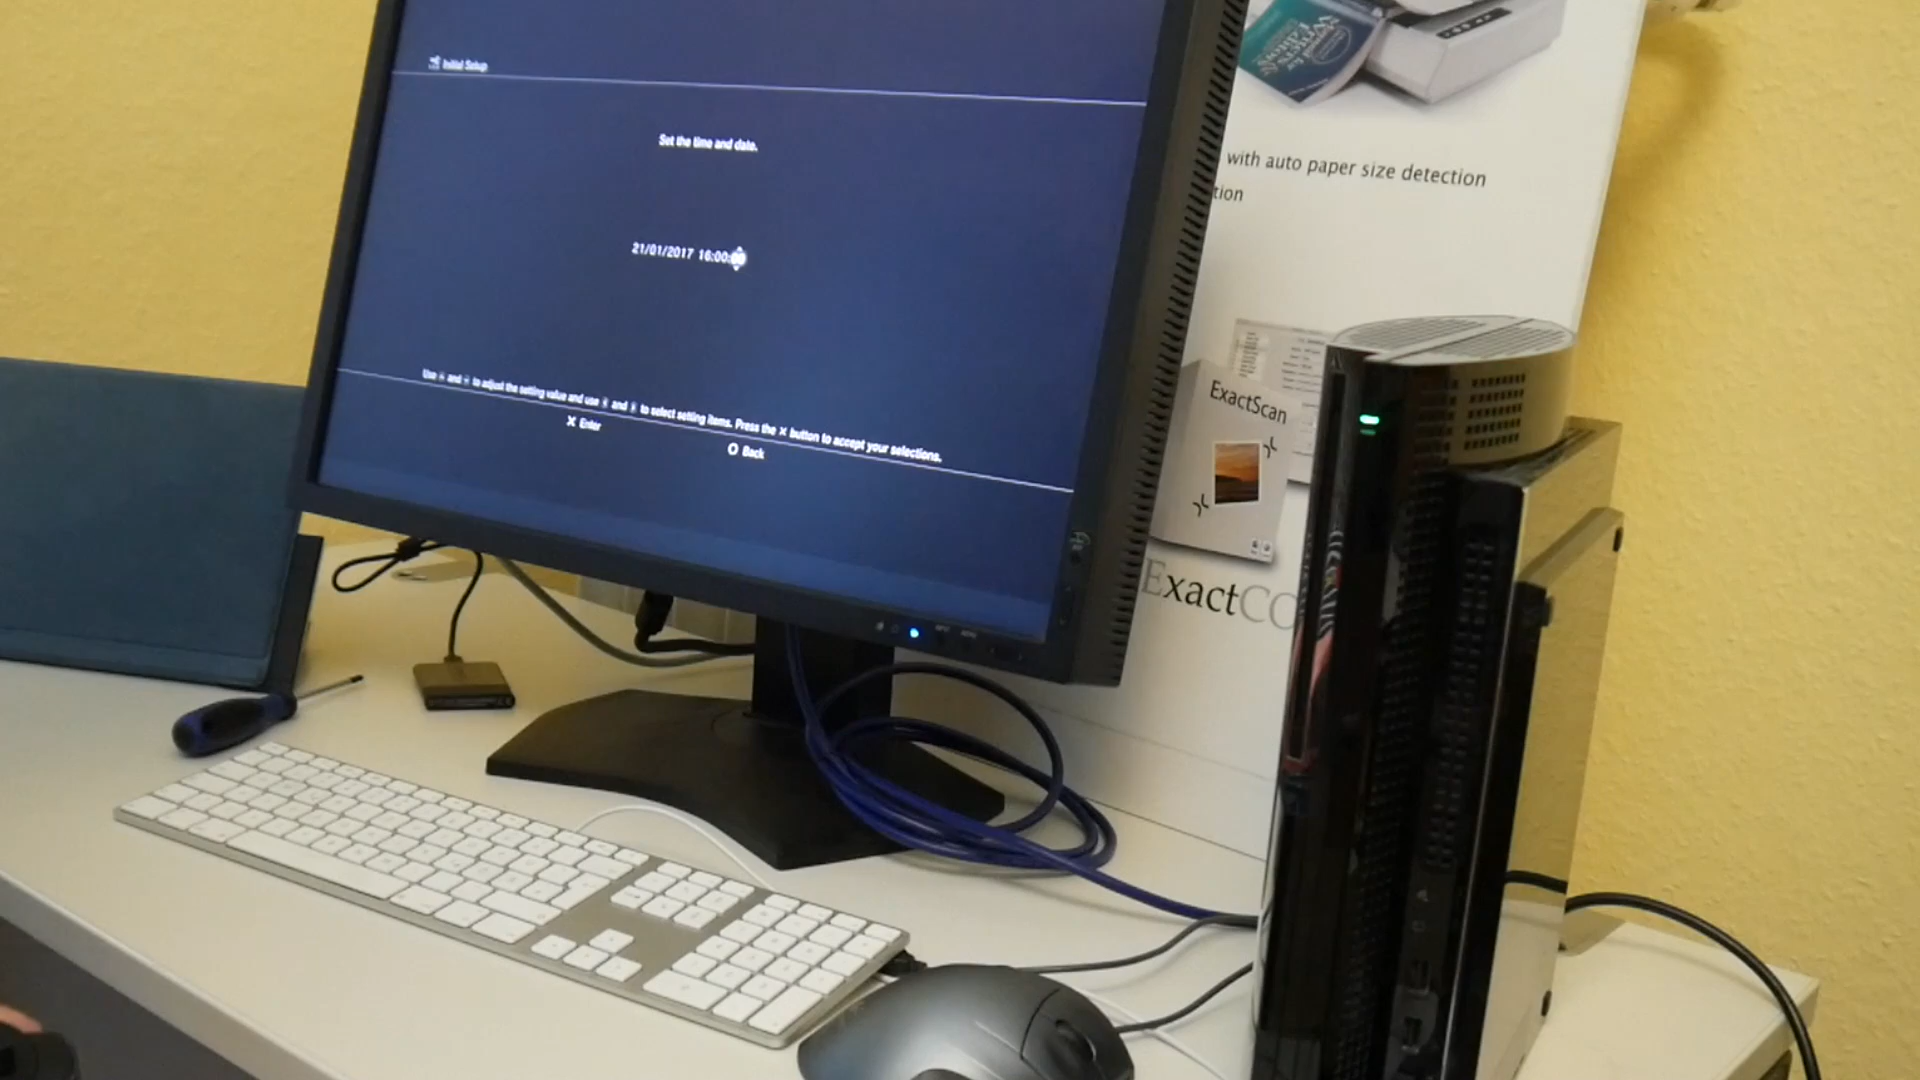 Initial Setup
Set the time and date.
21/01/2017 16:00:00
Use and to adjust the setting value and use and to select setting items. Press the ✕ button to accept your selections.
✕ Enter
○ Back
with auto paper size detection
tion
ExactScan
ExactCO